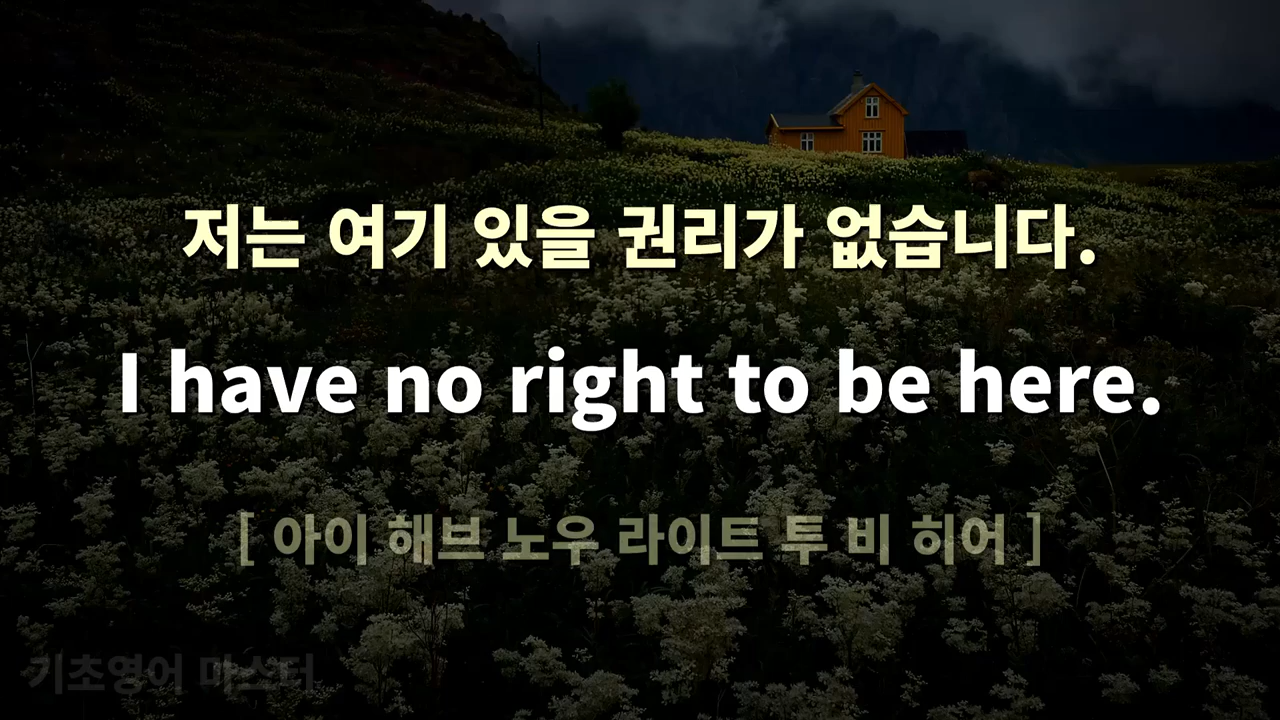 저는 여기 있을 권리가 없습니다.
I have no right to be here.
[ 아이 해브 노우 라이트 투 비 히어 ]
기초영어 마스터